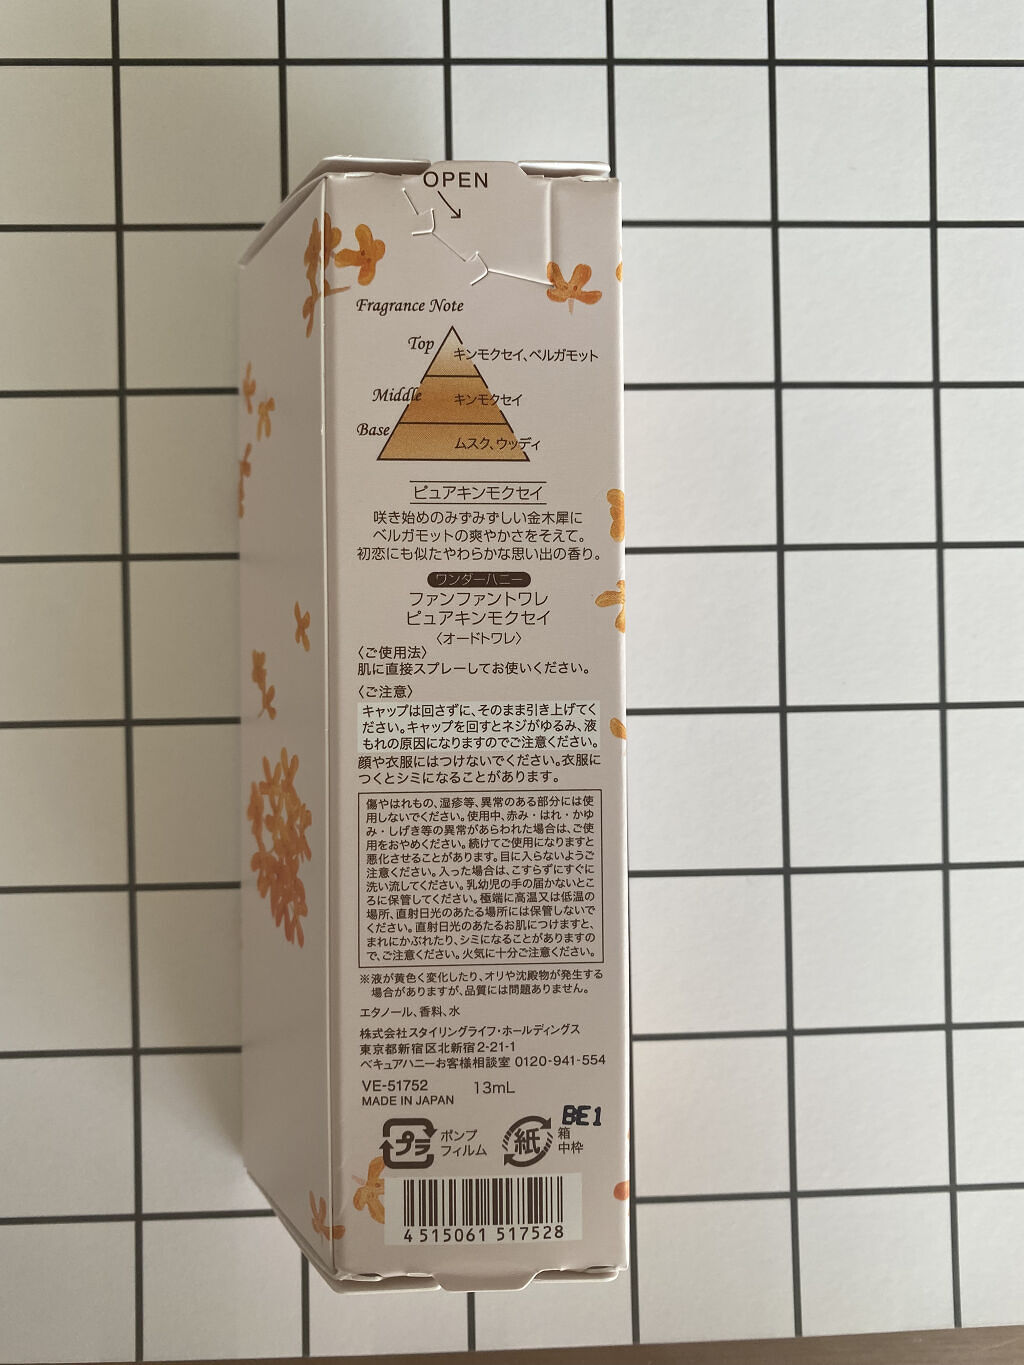 OPEN
Fragrance Note
Top
キンモクセイ、ベルガモット
Middle
キンモクセイ
Base
ムスク、ウッディ
ピュアキンモクセイ
咲き始めのみずみずしい金木犀に
ベルガモットの爽やかさをそえて。
初恋にも似たやわらかな思い出の香り。
ワンダーハニー
ファンファントワレ
ピュアキンモクセイ
〈オードトワレ〉
〈ご使用法〉
肌に直接スプレーしてお使いください。
〈ご注意〉
キャップは回さずに、そのまま引き上げてく
ださい。キャップを回すとネジがゆるみ、液
もれの原因になりますのでご注意ください。
顔や衣服にはつけないでください。衣服に
つくとシミになることがあります。
傷やはれもの、湿疹等、異常のある部分には使
用しないでください。使用中、赤み・はれ・かゆ
み・しげき等の異常があらわれた場合は、ご使
用をおやめください。続けてご使用になりますと
悪化させることがあります。目に入らないようご
注意ください。入った場合は、こすらずにすぐに
洗い流してください。乳幼児の手の届かないとこ
ろに保管してください。極端に高温又は低温の
場所、直射日光のあたる場所には保管しないで
ください。直射日光のあたるお肌につけますと、
まれにかぶれたり、シミになることがありますの
で、ご注意ください。火気に十分ご注意ください。
※液が黄色く変化したり、オリや沈殿物が発生する
場合がありますが、品質には問題ありません。
エタノール、香料、水
株式会社スタイリングライフ・ホールディングス
東京都新宿区北新宿2-21-1
ベキュアハニーお客様相談室 0120-941-554
VE-51752 13mL
MADE IN JAPAN
BE1
プラ
ポンプ
フィルム
紙
箱
中枠
4 515061 517528